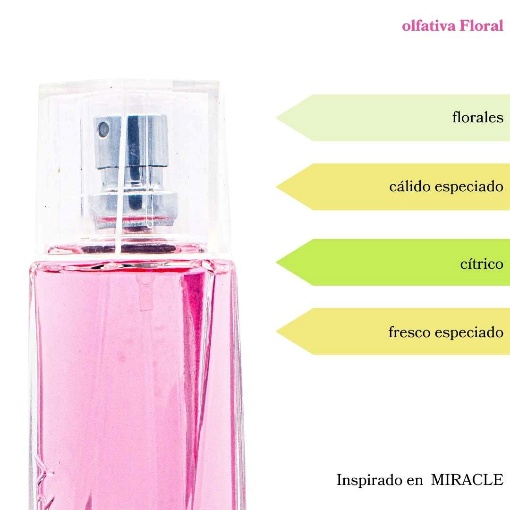 olfativa Floral
florales
cálido especiado
cítrico
fresco especiado
Inspirado en MIRACLE